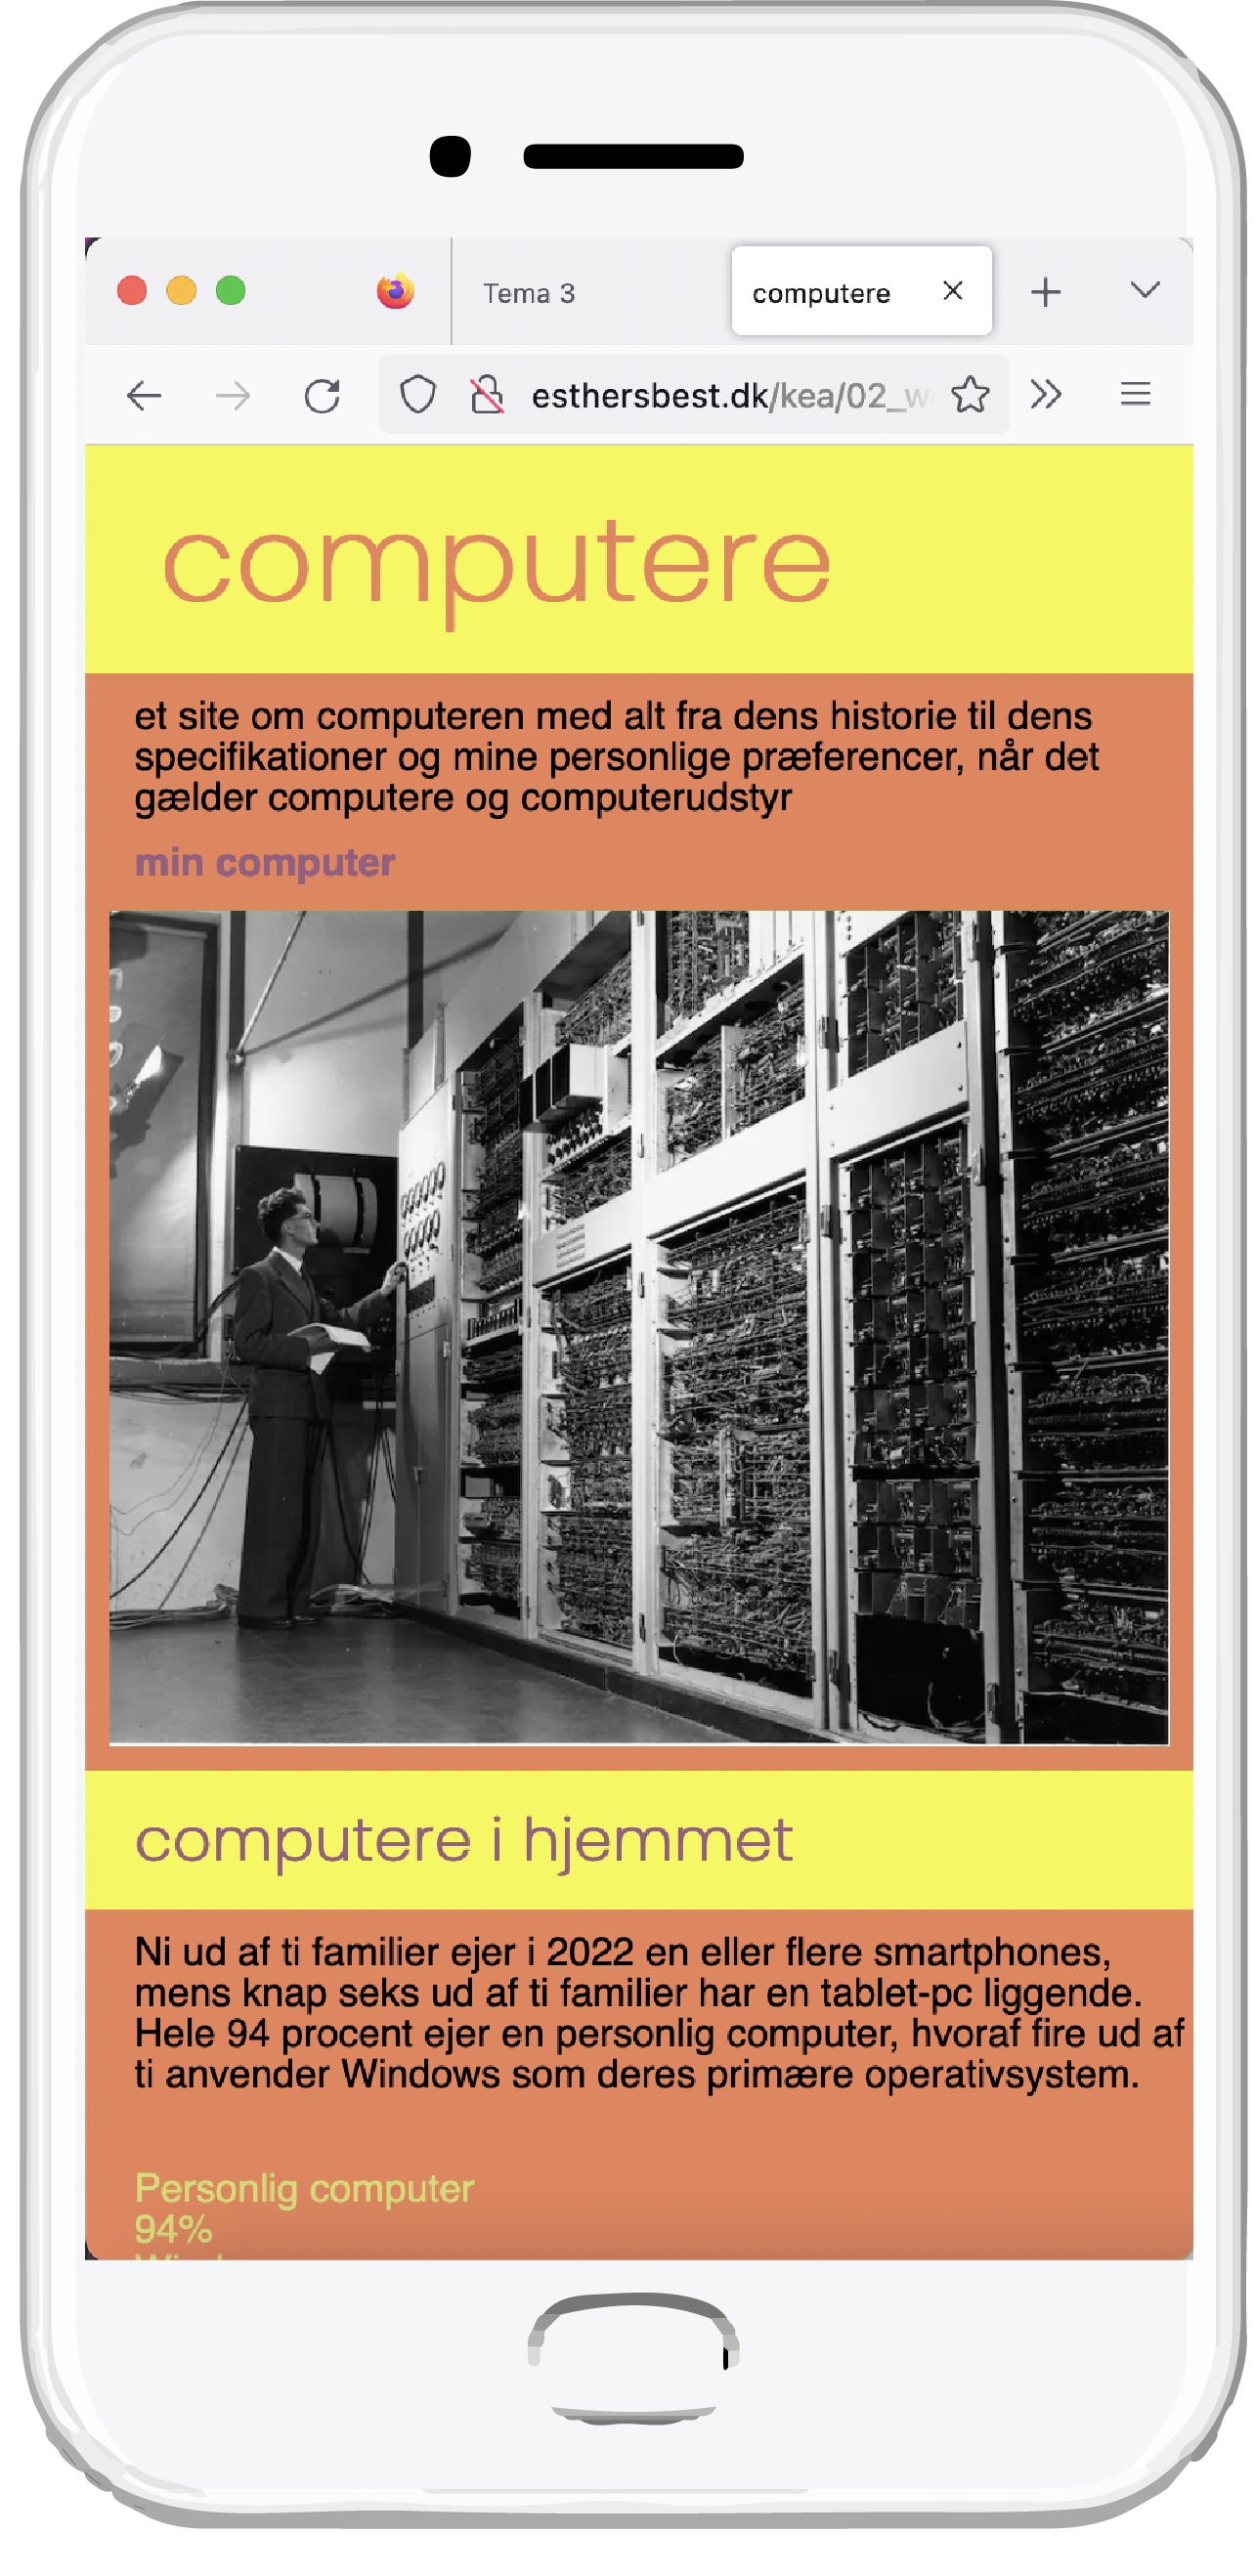 Tema 3
computere
esthersbest.dk/kea/02_w
computere
et site om computeren med alt fra dens historie til dens
specifikationer og mine personlige præferencer, når det
gælder computere og computerudstyr
min computer
computere i hjemmet
Ni ud af ti familier ejer i 2022 en eller flere smartphones,
mens knap seks ud af ti familier har en tablet-pc liggende.
Hele 94 procent ejer en personlig computer, hvoraf fire ud af
ti anvender Windows som deres primære operativsystem.
Personlig computer
94%